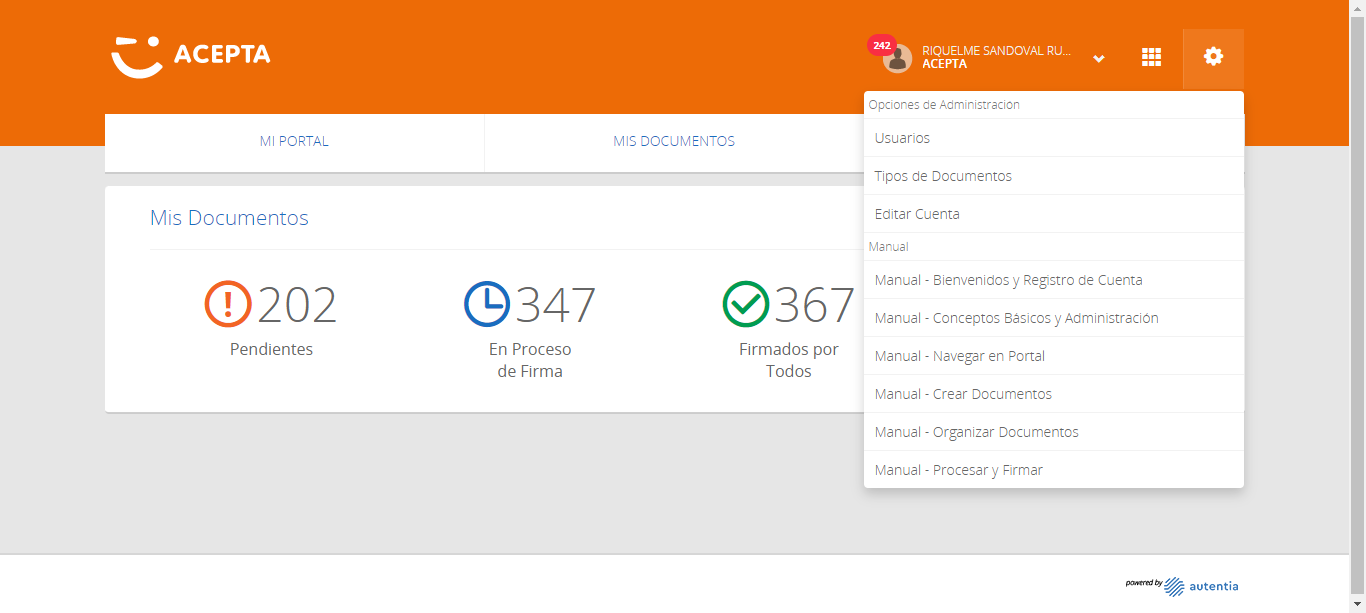 ACEPTA
242
RIQUELME SANDOVAL RU...
ACEPTA
Opciones de Administración
Usuarios
Tipos de Documentos
Editar Cuenta
Manual
Manual - Bienvenidos y Registro de Cuenta
Manual - Conceptos Básicos y Administración
Manual - Navegar en Portal
Manual - Crear Documentos
Manual - Organizar Documentos
Manual - Procesar y Firmar
MI PORTAL
MIS DOCUMENTOS
Mis Documentos
202
Pendientes
347
En Proceso
de Firma
367
Firmados por
Todos
powered by autentia